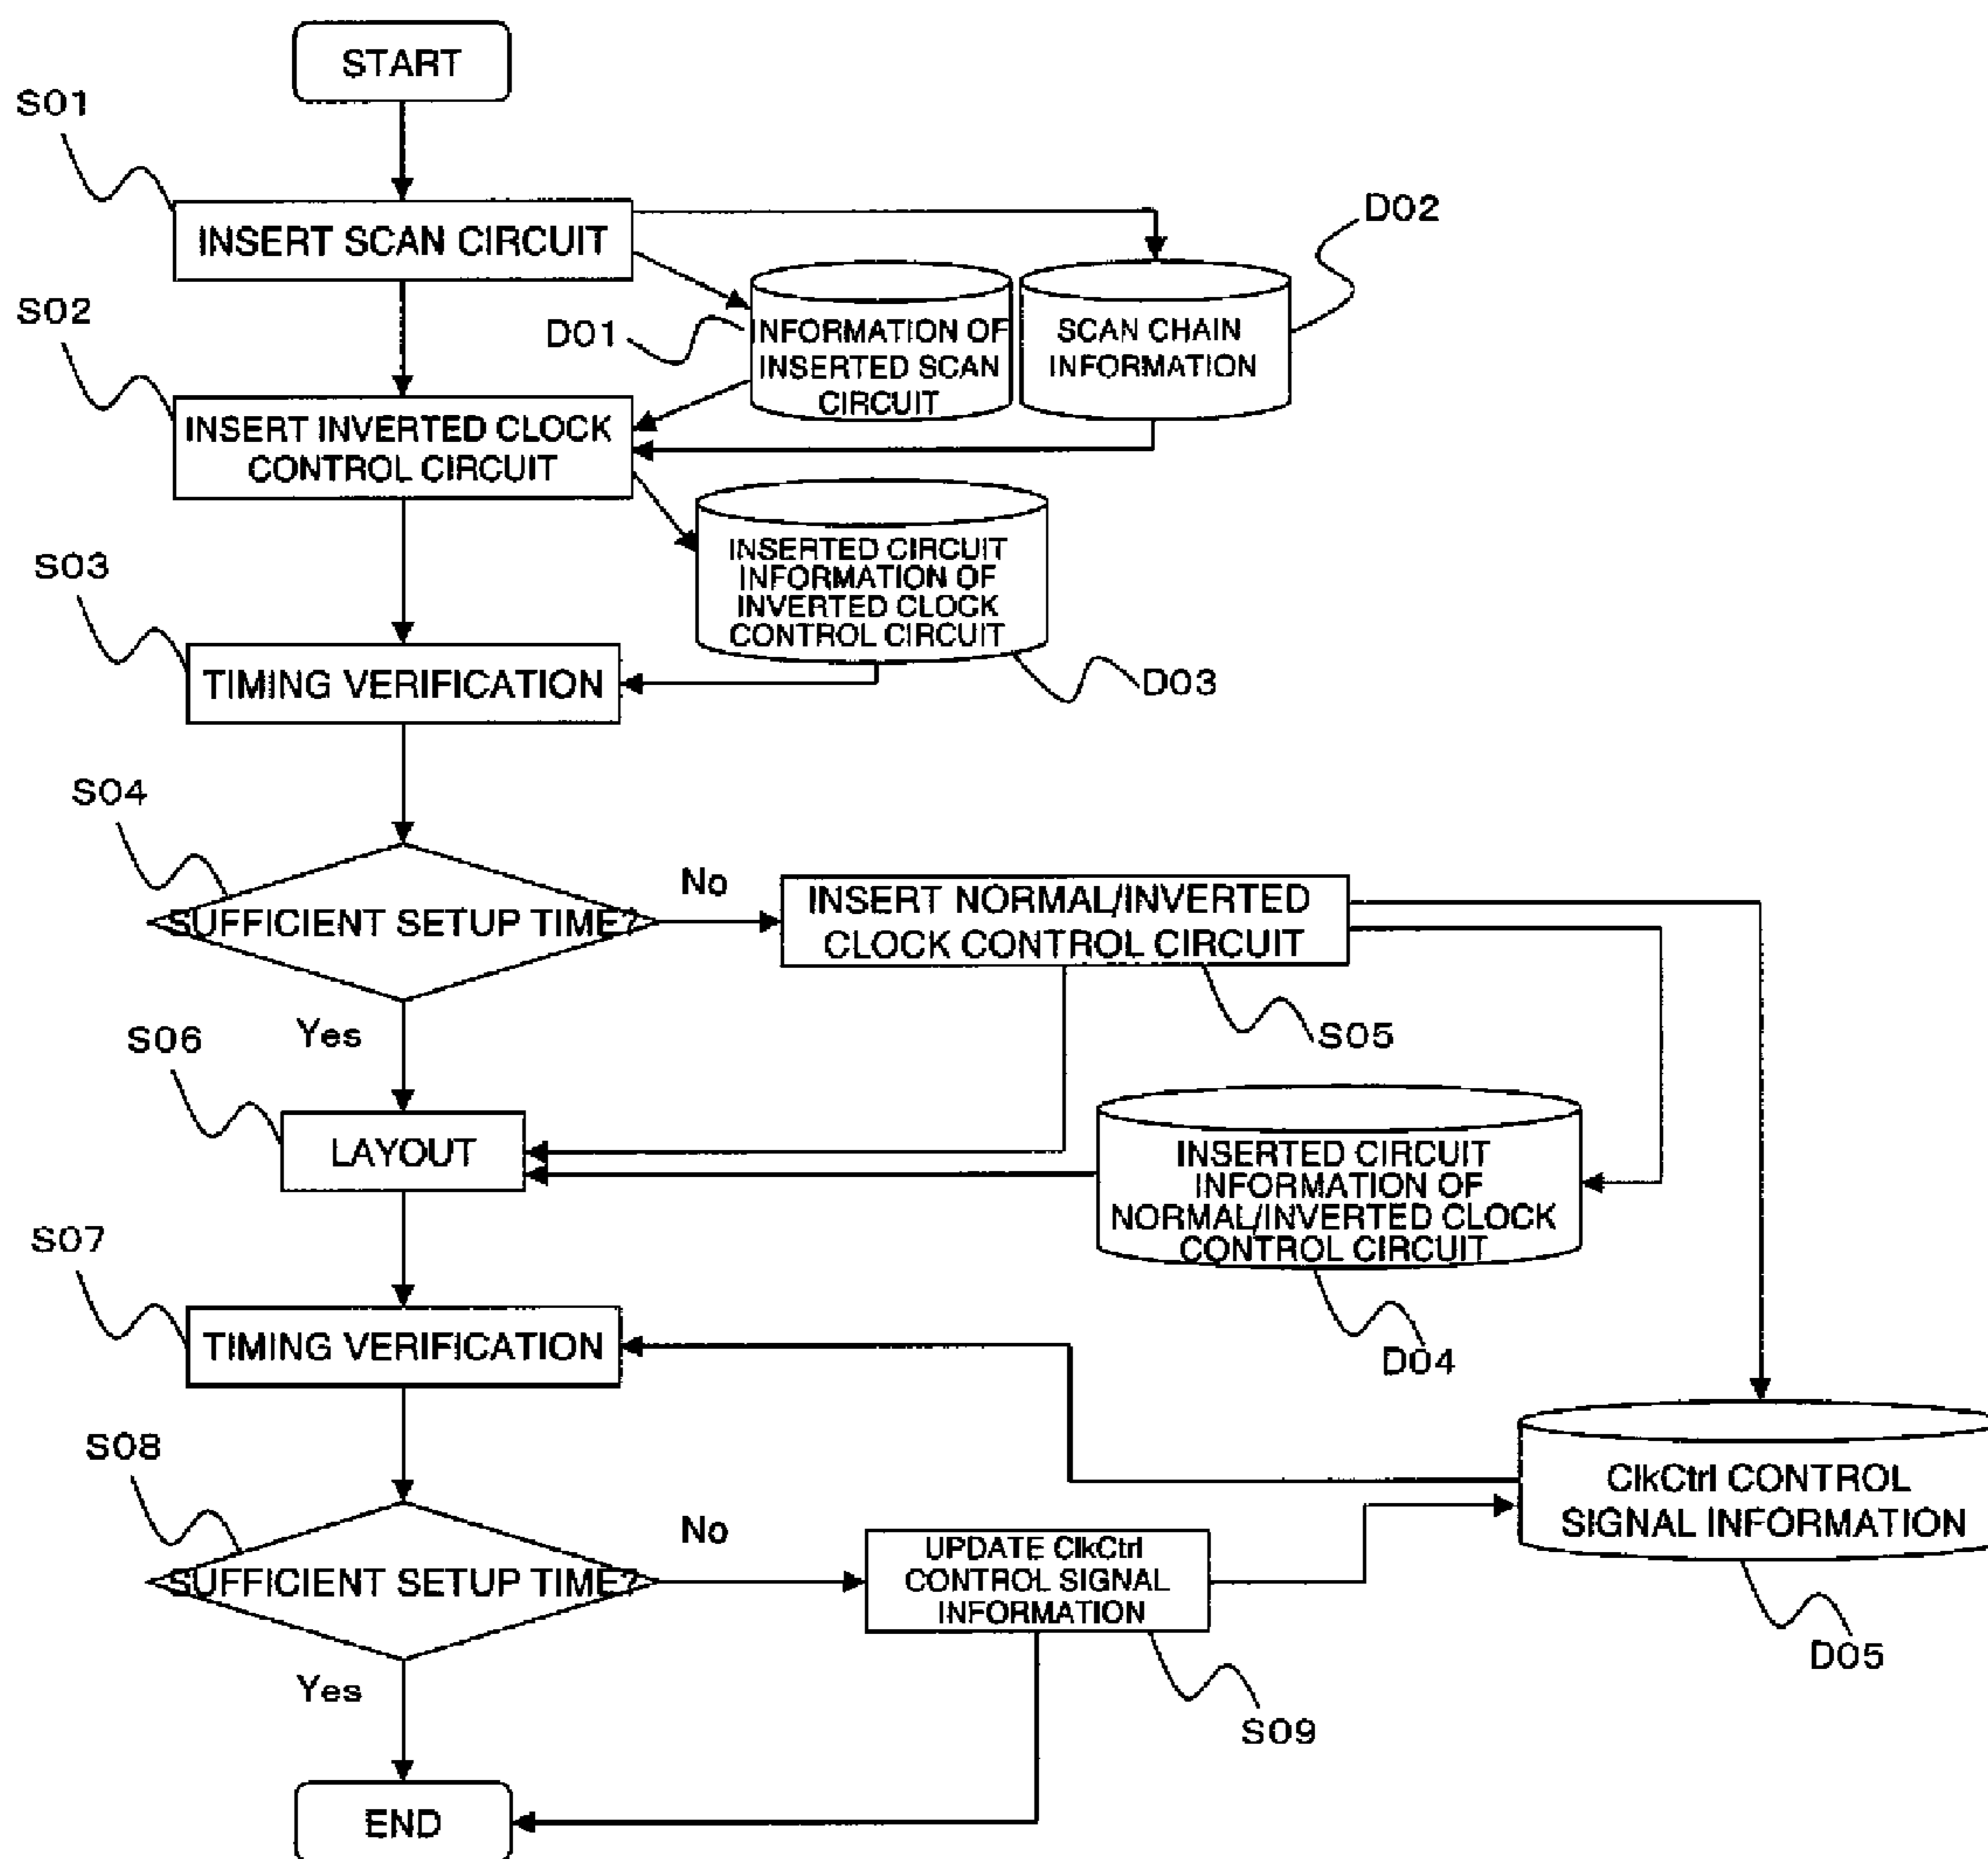 START
S01
INSERT SCAN CIRCUIT
D02
S02
D01
INFORMATION OF
INSERTED SCAN
CIRCUIT
SCAN CHAIN
INFORMATION
INSERT INVERTED CLOCK
CONTROL CIRCUIT
INSERTED CIRCUIT
INFORMATION OF
INVERTED CLOCK
CONTROL CIRCUIT
S03
TIMING VERIFICATION
D03
S04
SUFFICIENT SETUP TIME?
No
INSERT NORMAL/INVERTED
CLOCK CONTROL CIRCUIT
S05
Yes
S06
LAYOUT
INSERTED CIRCUIT
INFORMATION OF
NORMAL/INVERTED CLOCK
CONTROL CIRCUIT
D04
S07
TIMING VERIFICATION
ClkCtrl CONTROL
SIGNAL INFORMATION
D05
S08
SUFFICIENT SETUP TIME?
No
UPDATE ClkCtrl
CONTROL SIGNAL
INFORMATION
S09
Yes
END